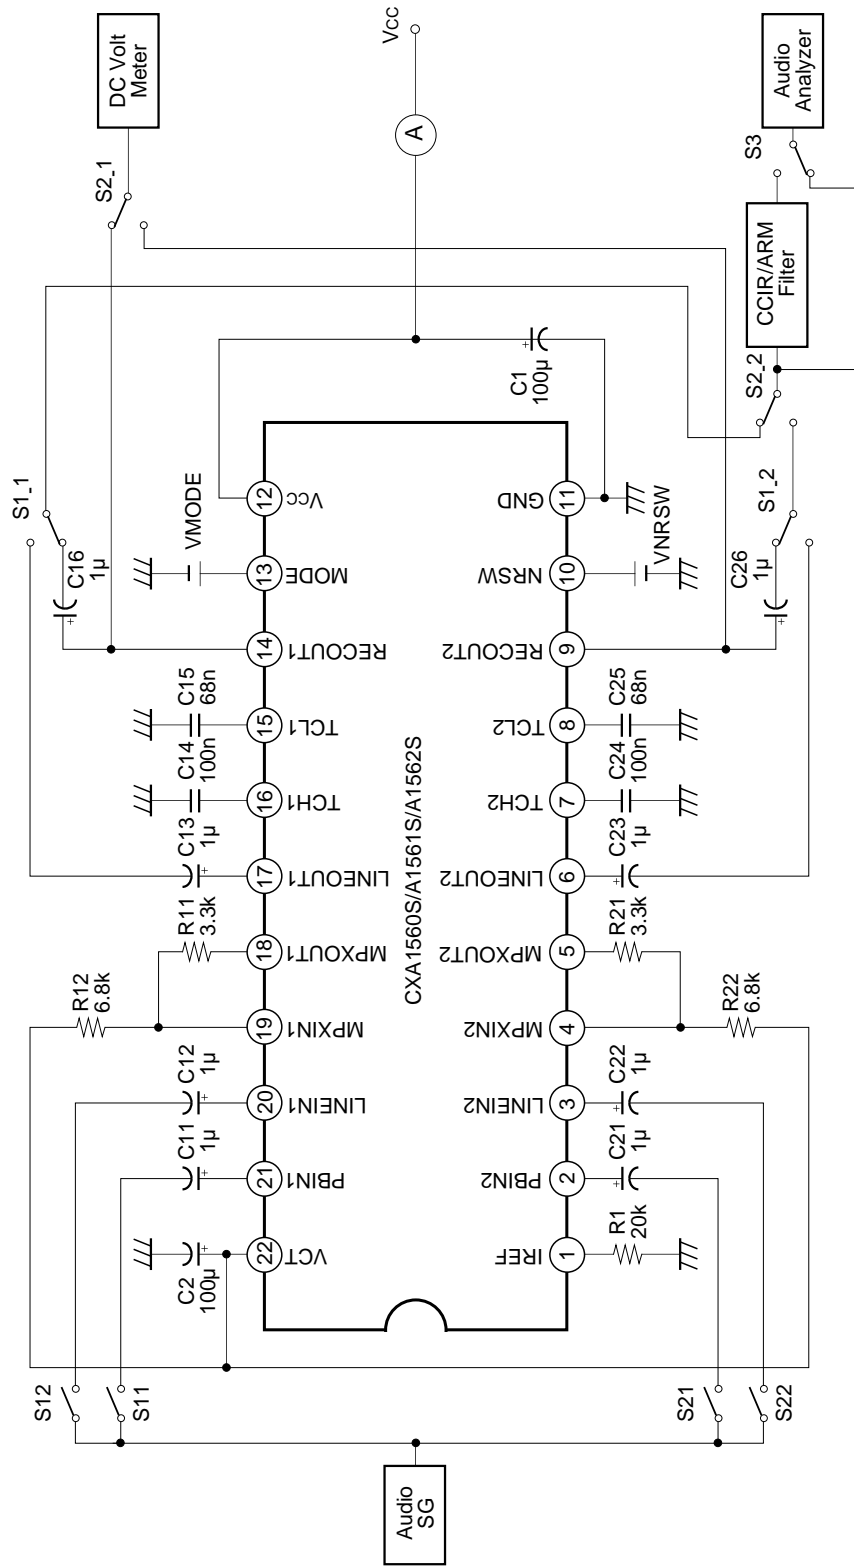 Audio
SG
S12
S11
S21
S22
R12
6.8k
C12
1µ
C11
1µ
C2
100µ
R11
3.3k
C13
1µ
C14
100n
C15
68n
S1_1
C16
1µ
VMODE
S2_1
DC Volt
Meter
22
21
20
19
18
17
16
15
14
13
12
VCT
PBIN1
LINEIN1
MPXIN1
MPXOUT1
LINEOUT1
TCH1
TCL1
RECOUT1
MODE
Vcc
CXA1560S/A1561S/A1562S
IREF
PBIN2
LINEIN2
MPXIN2
MPXOUT2
LINEOUT2
TCH2
TCL2
RECOUT2
NRSW
GND
1
2
3
4
5
6
7
8
9
10
11
R1
20k
C21
1µ
C22
1µ
R22
6.8k
R21
3.3k
C23
1µ
C24
100n
C25
68n
C26
1µ
VNRSW
S1_2
C1
100µ
A
Vcc
S2_2
CCIR/ARM
Filter
S3
Audio
Analyzer